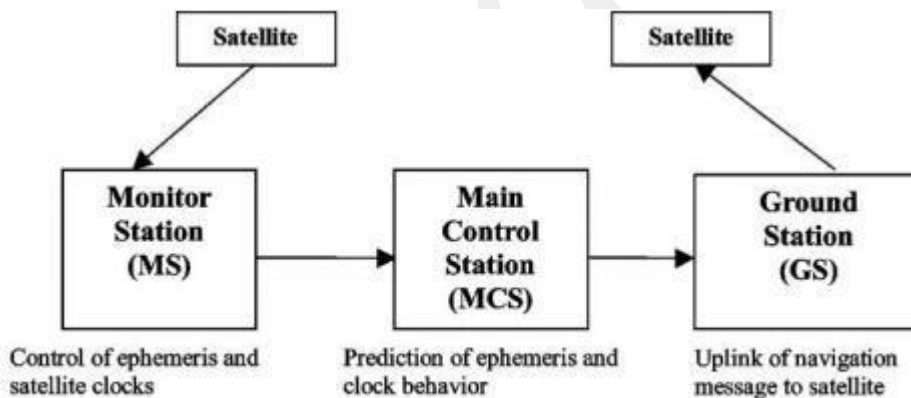 Satellite
Satellite
Monitor
Station
(MS)
Main
Control
Station
(MCS)
Ground
Station
(GS)
Control of ephemeris and
satellite clocks
Prediction of ephemeris and
clock behavior
Uplink of navigation
message to satellite